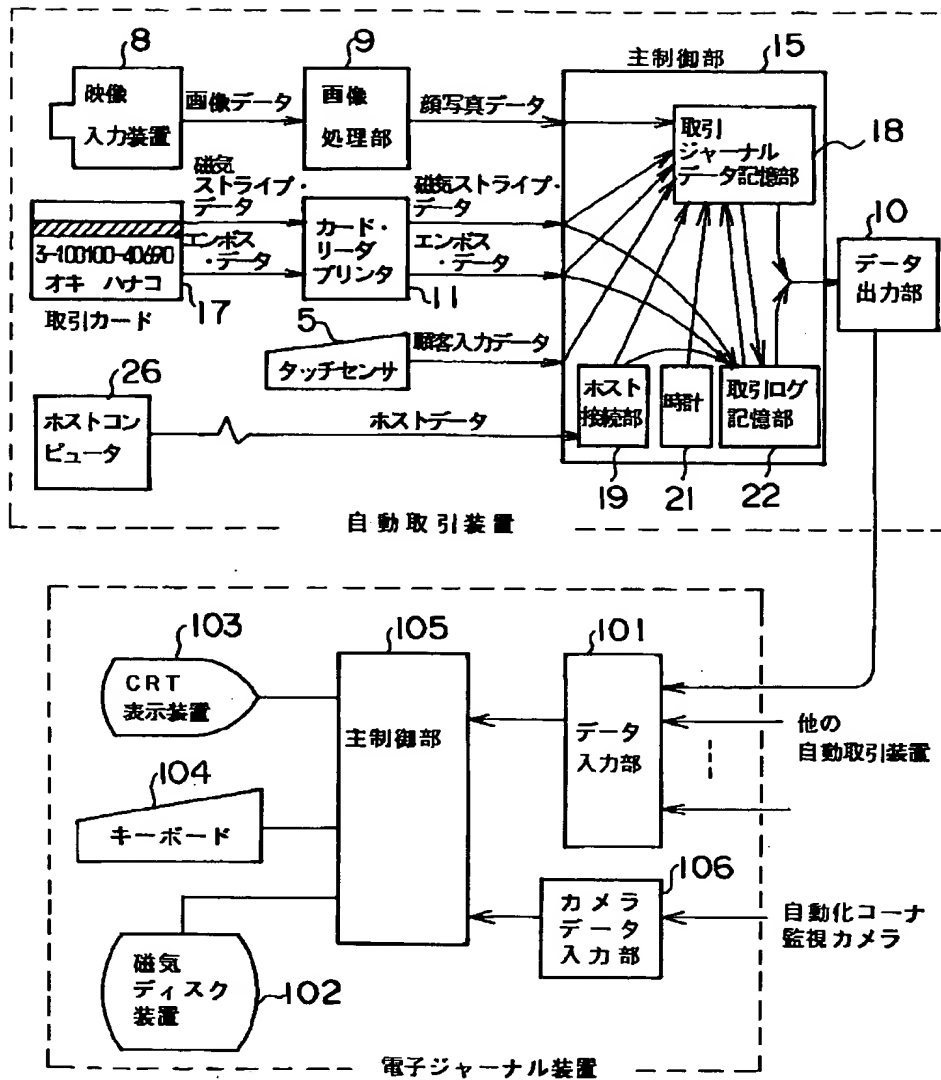 8
映像
入力装置
画像データ
9
画像
処理部
顔写真データ
主制御部
15
取引
ジャーナル
データ記憶部
18
磁気
ストライプ・
データ
エンボス
・データ
3-100100-40690
オキ ハナコ
取引カード
17
カード・
リーダ
プリンタ
11
磁気ストライプ・
データ
エンボス
・データ
10
データ
出力部
5
タッチセンサ
顧客入力データ
26
ホストコン
ピュータ
ホストデータ
ホスト
接続部
19
時計
21
取引ログ
記憶部
22
自動取引装置
103
CRT
表示装置
105
主制御部
101
データ
入力部
他の
自動取引装置
104
キーボード
106
カメラ
データ
入力部
自動化コーナ
監視カメラ
磁気
ディスク
装置
102
電子ジャーナル装置